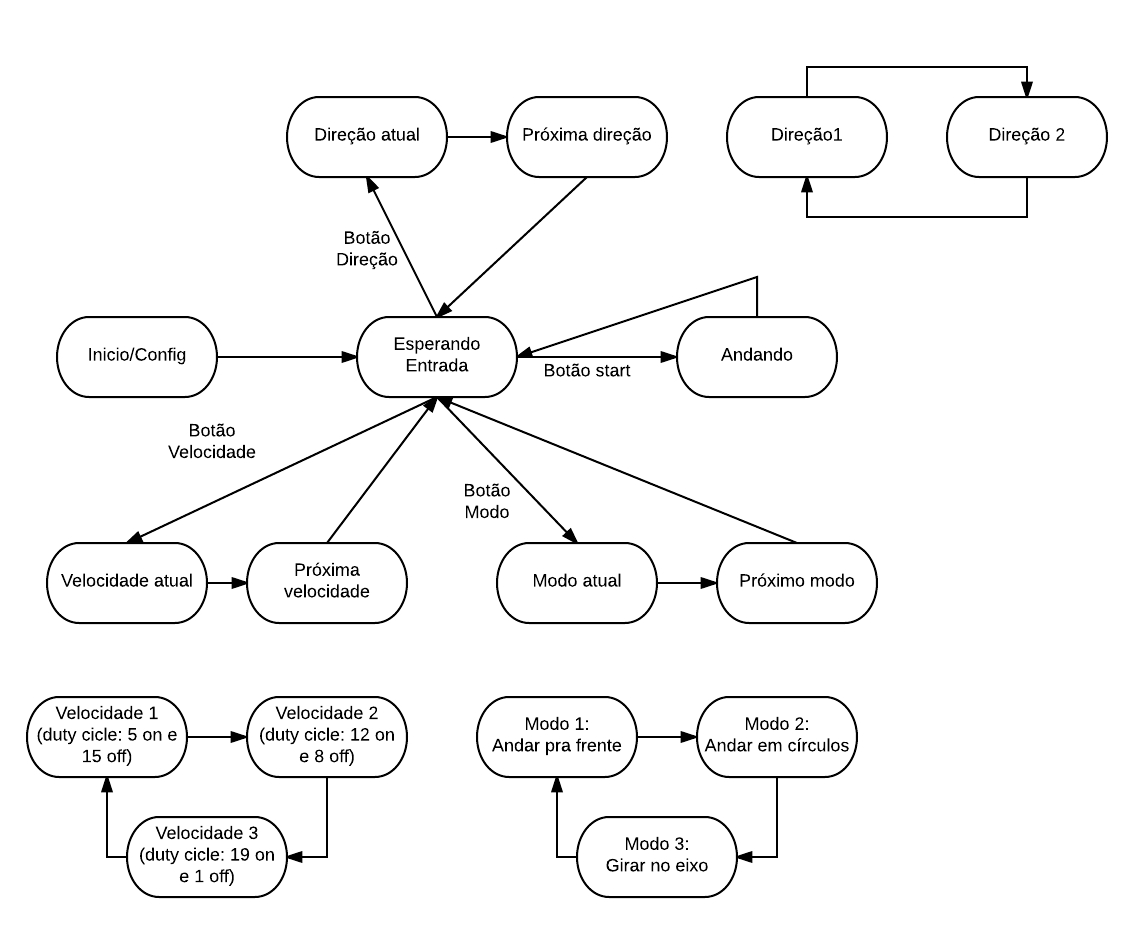 Direção atual
Próxima direção
Direção1
Direção 2
Botão
Direção
Inicio/Config
Esperando
Entrada
Botão start
Andando
Botão
Velocidade
Botão
Modo
Velocidade atual
Próxima
velocidade
Modo atual
Próximo modo
Velocidade 1
(duty cicle: 5 on e
15 off)
Velocidade 2
(duty cicle: 12 on
e 8 off)
Modo 1:
Andar pra frente
Modo 2:
Andar em círculos
Velocidade 3
(duty cicle: 19 on
e 1 off)
Modo 3:
Girar no eixo